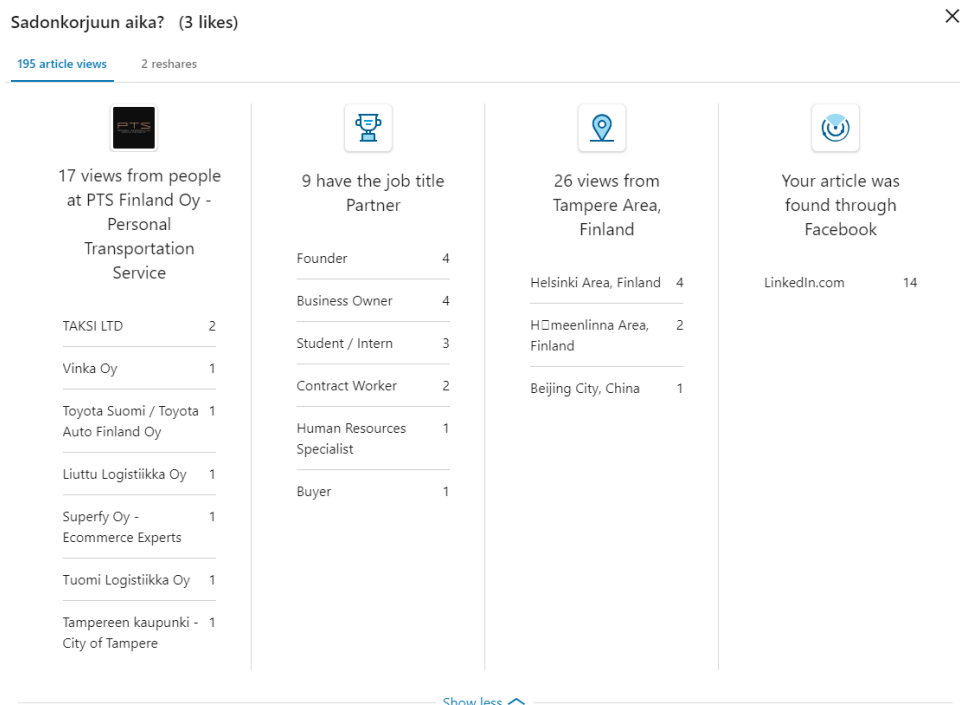 Sadonkorjuun aika? (3 likes)
195 article views
2 reshares
PTS
17 views from people
at PTS Finland Oy -
Personal
Transportation
Service
TAKSI LTD 2
Vinka Oy 1
Toyota Suomi / Toyota 1
Auto Finland Oy
Liuttu Logistiikka Oy 1
Superfy Oy - 1
Ecommerce Experts
Tuomi Logistiikka Oy 1
Tampereen kaupunki - 1
City of Tampere
9 have the job title
Partner
Founder 4
Business Owner 4
Student / Intern 3
Contract Worker 2
Human Resources 1
Specialist
Buyer 1
26 views from
Tampere Area,
Finland
Helsinki Area, Finland 4
H□meenlinna Area, 2
Finland
Beijing City, China 1
Your article was
found through
Facebook
LinkedIn.com 14
Show less